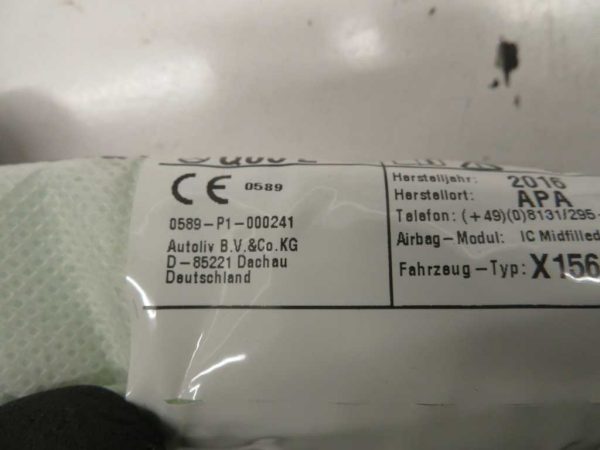 CE 0589
0589-P1-000241
Autoliv B.V.&Co.KG
D-85221 Dachau
Deutschland
Herstelljahr: 2016
Herstellort: APA
Telefon: (+49)(0)8131/295-
Airbag-Modul: IC Midfilled
Fahrzeug-Typ: X156